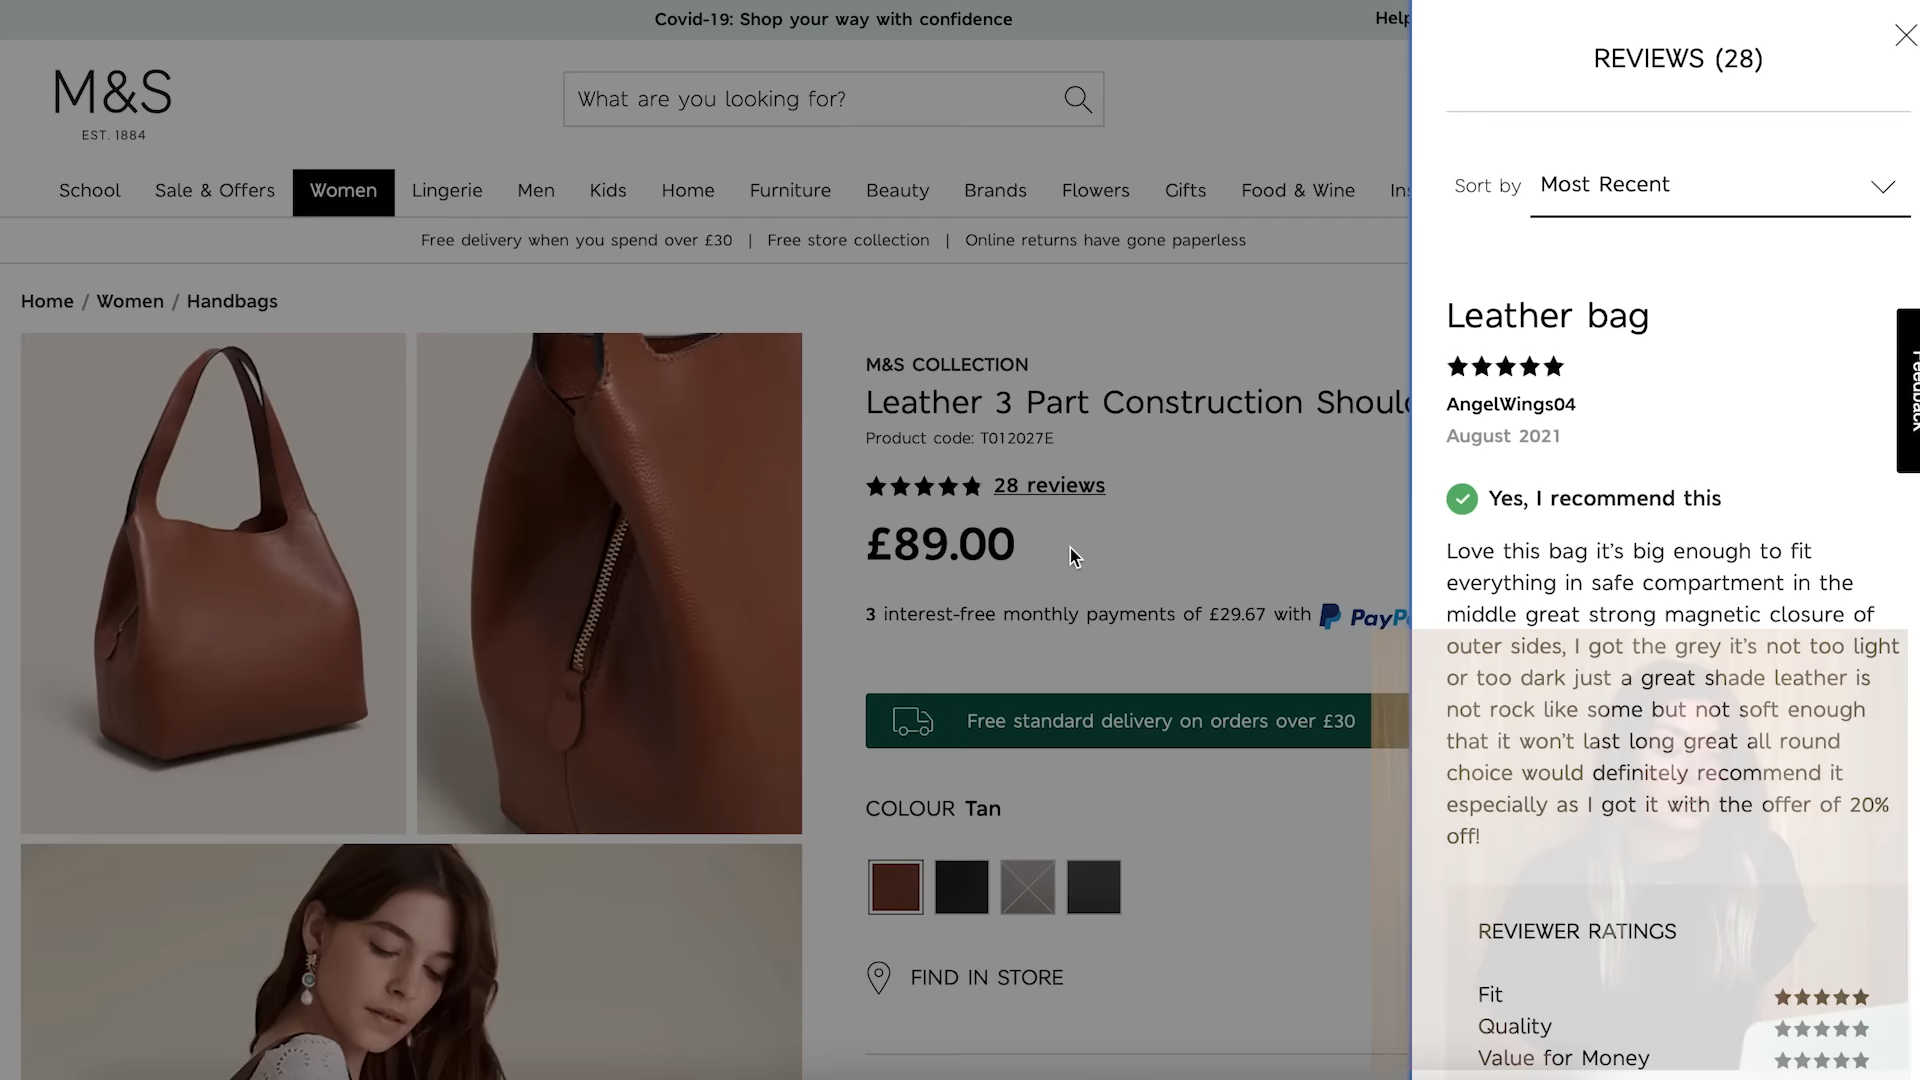 Covid-19: Shop your way with confidence
Help
M&S
EST. 1884
What are you looking for?
School Sale & Offers Women Lingerie Men Kids Home Furniture Beauty Brands Flowers Gifts Food & Wine Ins
Free delivery when you spend over £30 | Free store collection | Online returns have gone paperless
Home / Women / Handbags
M&S COLLECTION
Leather 3 Part Construction Should
Product code: T012027E
28 reviews
£89.00
3 interest-free monthly payments of £29.67 with PayP
Free standard delivery on orders over £30
COLOUR Tan
FIND IN STORE
REVIEWS (28)
Sort by Most Recent
Feedback
Leather bag
AngelWings04
August 2021
Yes, I recommend this
Love this bag it's big enough to fit
everything in safe compartment in the
middle great strong magnetic closure of
outer sides, I got the grey it's not too light
or too dark just a great shade leather is
not rock like some but not soft enough
that it won't last long great all round
choice would definitely recommend it
especially as I got it with the offer of 20%
off!
REVIEWER RATINGS
Fit
Quality
Value for Money